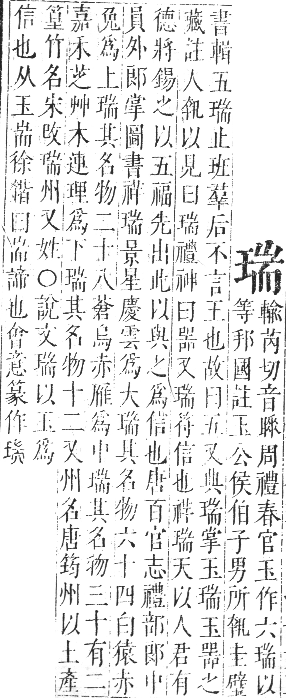 瑞
輸芮切音周禮春官玉作六瑞以
等邦國註玉公侯伯子男所執圭璧
書輯五瑞止班羣后不言王也故曰五又典瑞掌玉瑞玉器之
藏註人執以見曰瑞禮神曰器又瑞符信也祥瑞天以人君有
德將錫之以五福先出此以與之爲信也唐百官志禮部郎中
員外郎掌圖書祥瑞景星慶雲爲大瑞其名物六十四白猿赤
兔爲上瑞其名物二十八蒼烏赤雁爲中瑞其名物三十有二
嘉禾芝艸木連理爲下瑞其名物十二又州名唐筠州以土產
篁竹名宋改瑞州又姓〇說文瑞以玉爲
信也从玉耑徐鍇曰耑諦也會意篆作瑞